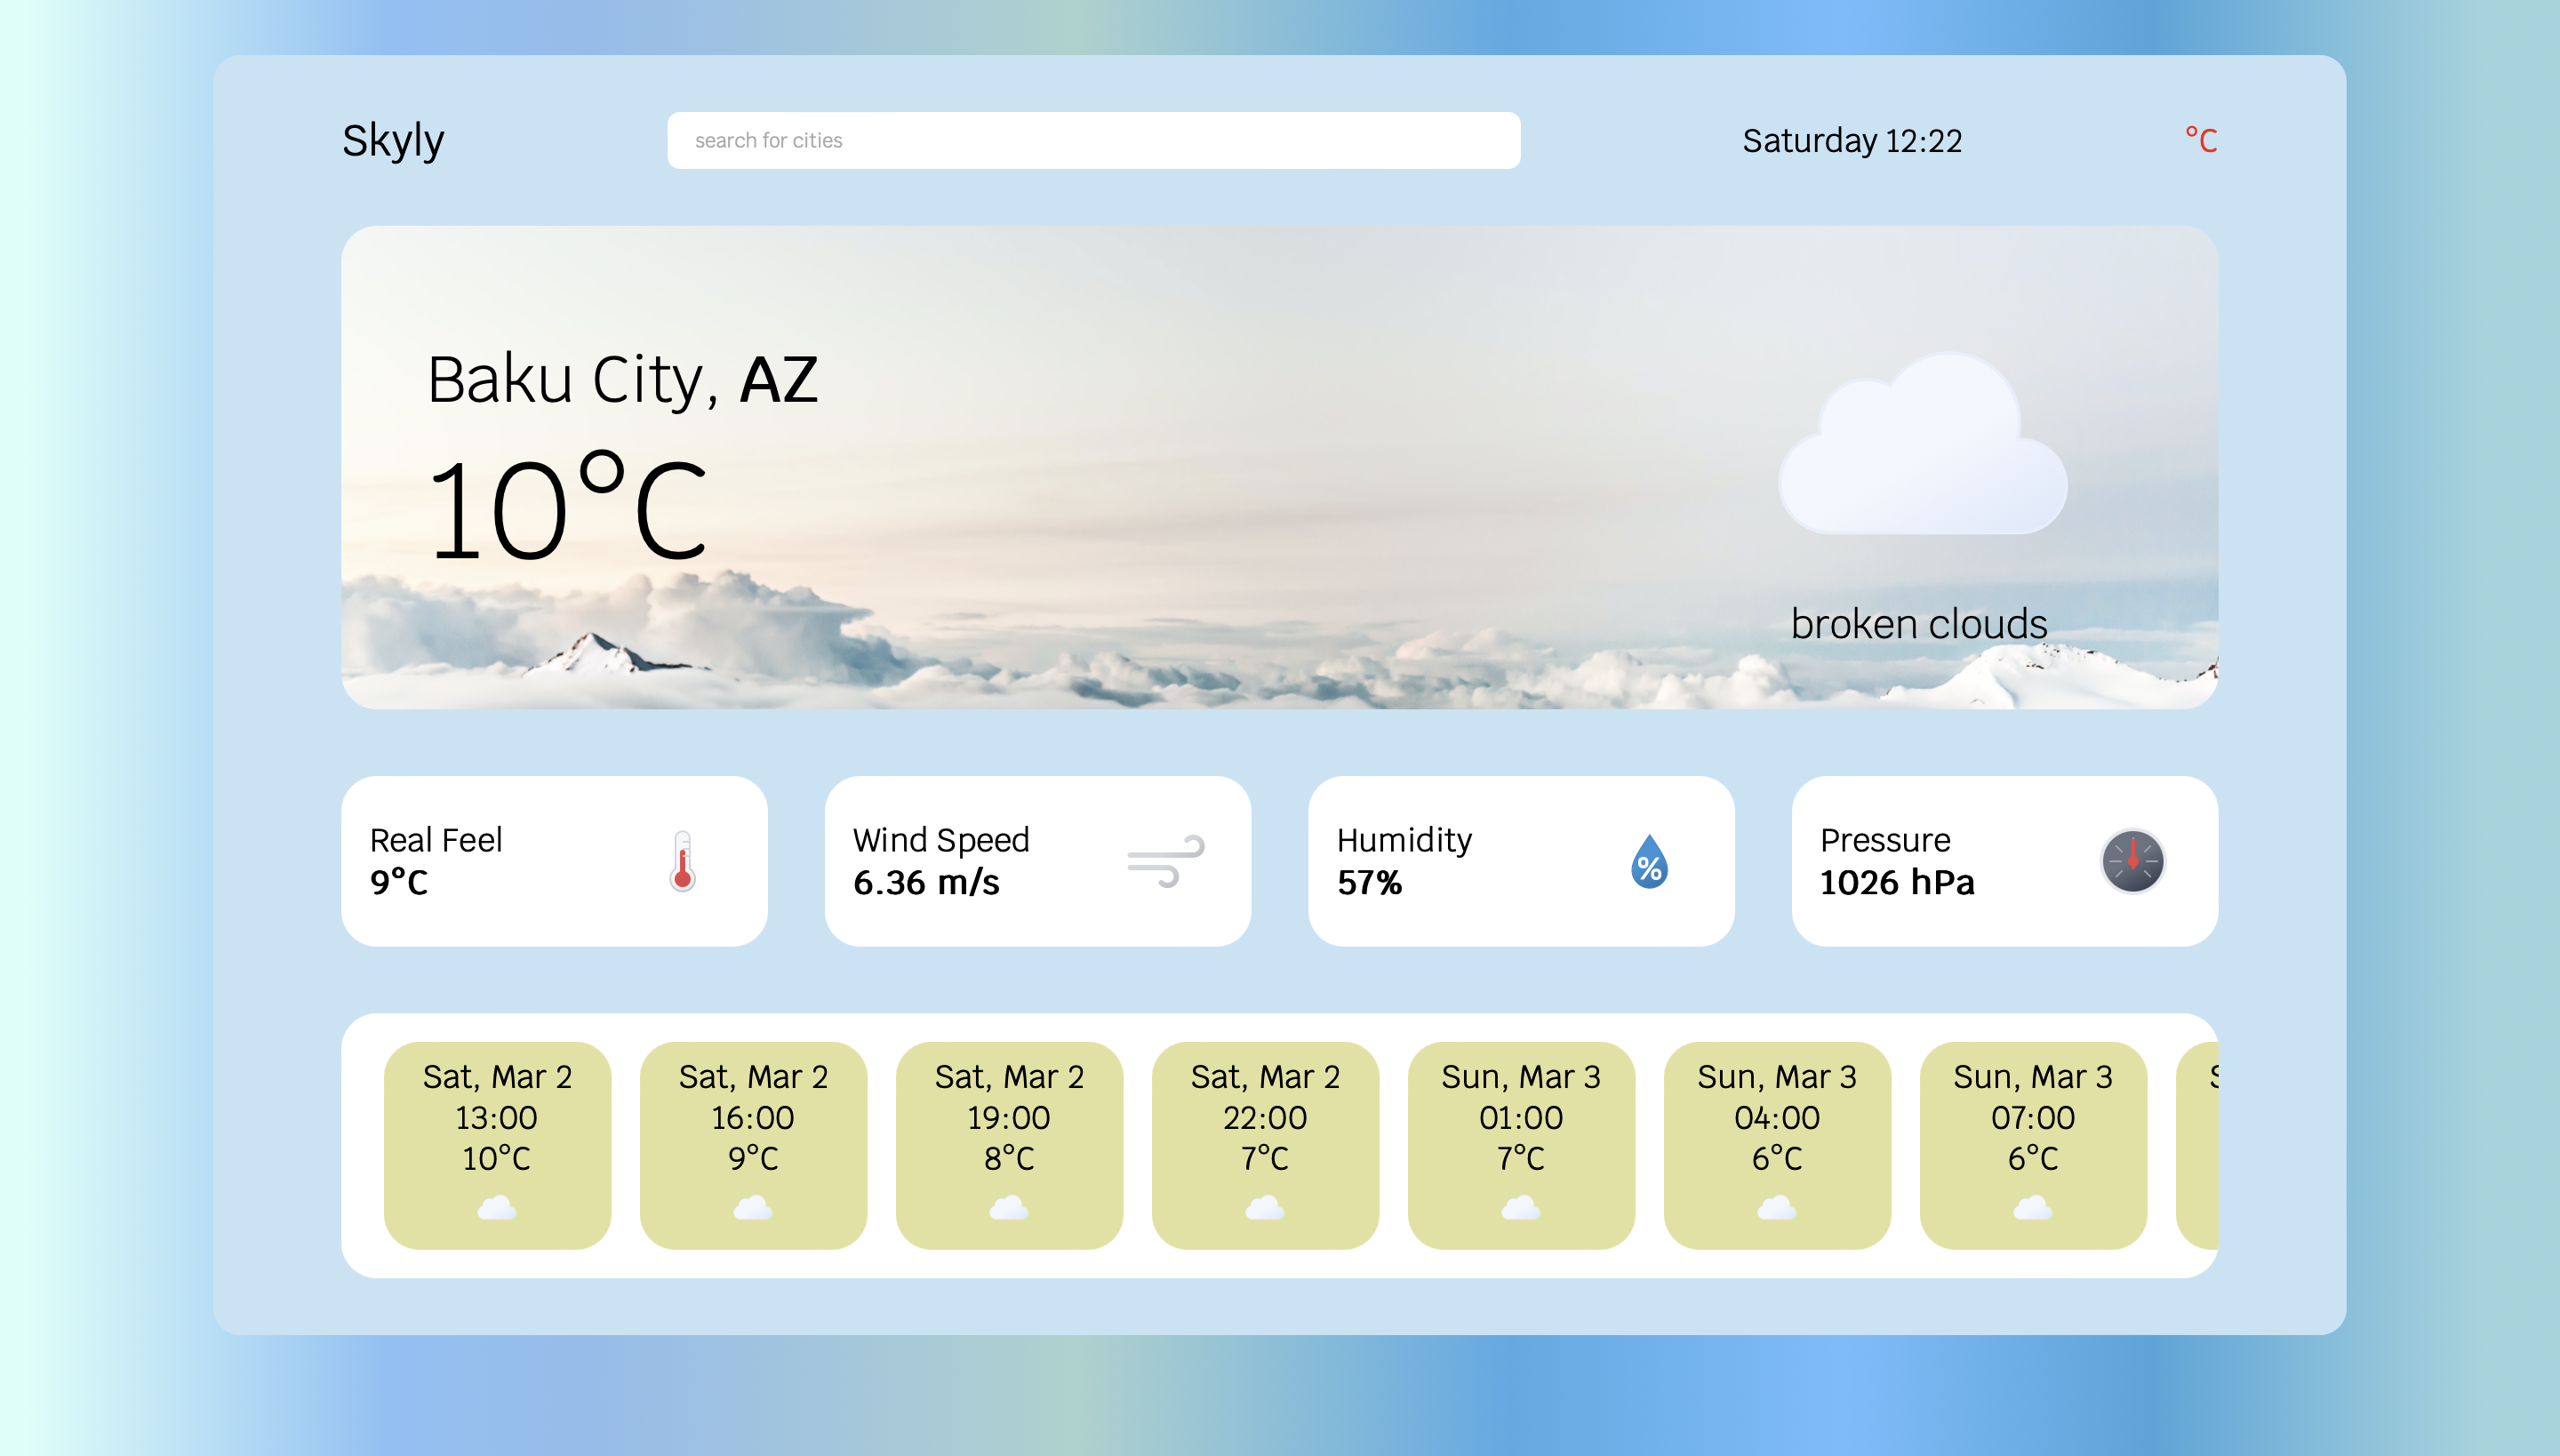 Skyly
search for cities
Saturday 12:22
°C
Baku City, AZ
10°C
broken clouds
Real Feel
9°C
Wind Speed
6.36 m/s
Humidity
%
57%
Pressure
1026 hPa
Sat, Mar 2
13:00
10°C
Sat, Mar 2
16:00
9°C
Sat, Mar 2
19:00
8°C
Sat, Mar 2
22:00
7°C
Sun, Mar 3
01:00
7°C
Sun, Mar 3
04:00
6°C
Sun, Mar 3
07:00
6°C